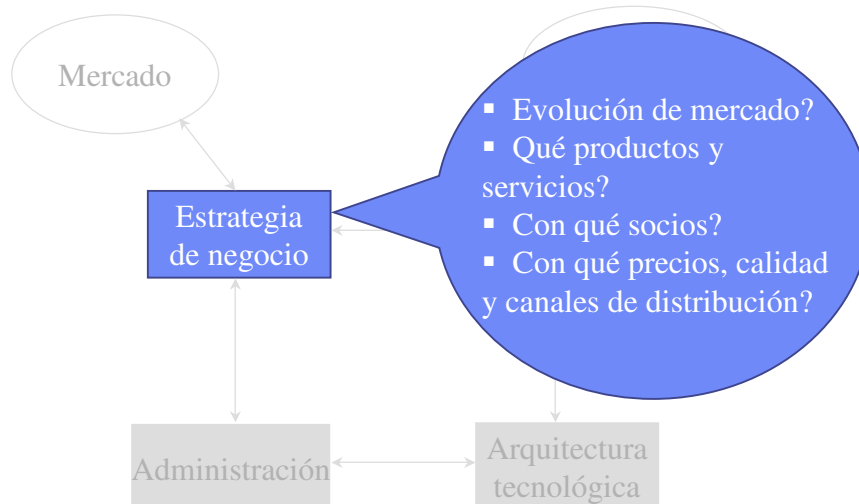 Mercado
▪ Evolución de mercado?
▪ Qué productos y
servicios?
▪ Con qué socios?
▪ Con qué precios, calidad
y canales de distribución?
Estrategia
de negocio
Administración
Arquitectura
tecnológica